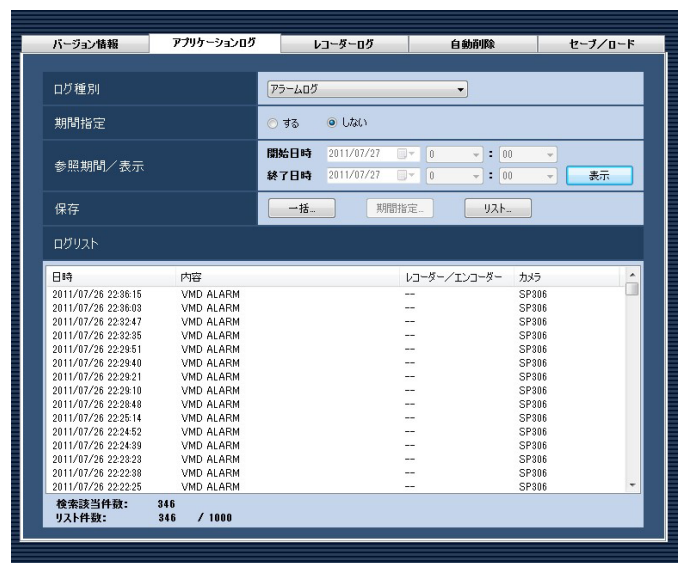 バージョン情報 アプリケーションログ レコーダーログ 自動削除 セーブ/ロード
ログ種別 アラームログ
期間指定 する しない
参照期間/表示
開始日時 2011/07/27 0 : 00
終了日時 2011/07/27 0 : 00 表示
保存 一括... 期間指定... リスト...
ログリスト
日時 内容 レコーダー/エンコーダー カメラ
2011/07/26 22:36:15 VMD ALARM -- SP306
2011/07/26 22:36:03 VMD ALARM -- SP306
2011/07/26 22:32:47 VMD ALARM -- SP306
2011/07/26 22:32:35 VMD ALARM -- SP306
2011/07/26 22:29:51 VMD ALARM -- SP306
2011/07/26 22:29:40 VMD ALARM -- SP306
2011/07/26 22:29:21 VMD ALARM -- SP306
2011/07/26 22:29:10 VMD ALARM -- SP306
2011/07/26 22:28:48 VMD ALARM -- SP306
2011/07/26 22:25:14 VMD ALARM -- SP306
2011/07/26 22:24:52 VMD ALARM -- SP306
2011/07/26 22:24:39 VMD ALARM -- SP306
2011/07/26 22:23:23 VMD ALARM -- SP306
2011/07/26 22:22:38 VMD ALARM -- SP306
2011/07/26 22:22:25 VMD ALARM -- SP306
検索該当件数: 346
リスト件数: 346 / 1000